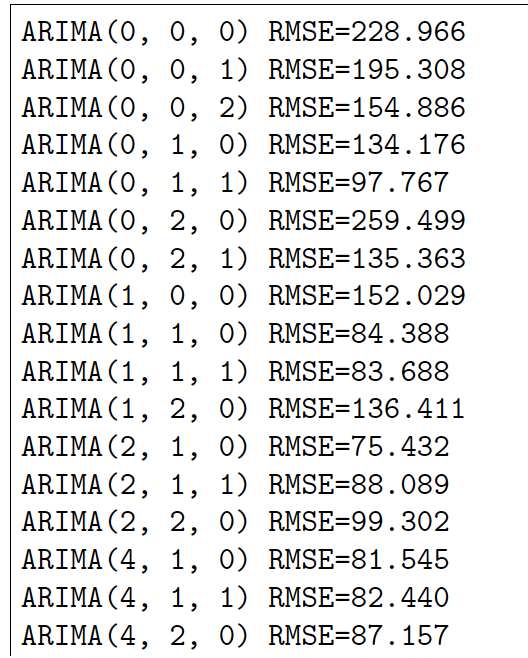 ARIMA(0, 0, 0) RMSE=228.966
ARIMA(0, 0, 1) RMSE=195.308
ARIMA(0, 0, 2) RMSE=154.886
ARIMA(0, 1, 0) RMSE=134.176
ARIMA(0, 1, 1) RMSE=97.767
ARIMA(0, 2, 0) RMSE=259.499
ARIMA(0, 2, 1) RMSE=135.363
ARIMA(1, 0, 0) RMSE=152.029
ARIMA(1, 1, 0) RMSE=84.388
ARIMA(1, 1, 1) RMSE=83.688
ARIMA(1, 2, 0) RMSE=136.411
ARIMA(2, 1, 0) RMSE=75.432
ARIMA(2, 1, 1) RMSE=88.089
ARIMA(2, 2, 0) RMSE=99.302
ARIMA(4, 1, 0) RMSE=81.545
ARIMA(4, 1, 1) RMSE=82.440
ARIMA(4, 2, 0) RMSE=87.157